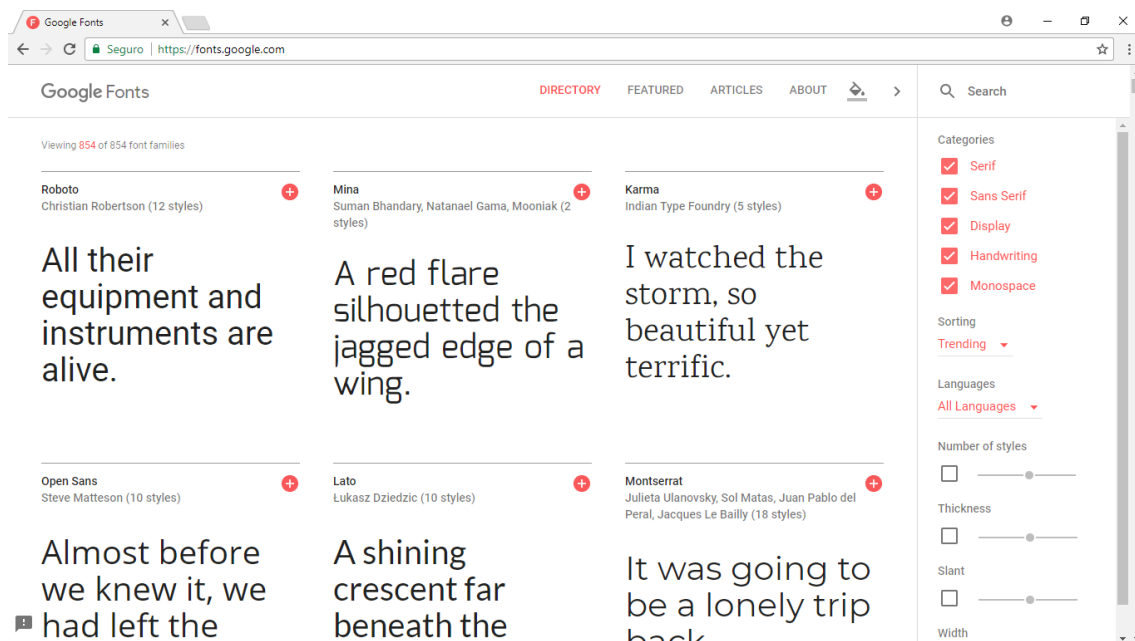 Google Fonts
Seguro | https://fonts.google.com
Google Fonts
DIRECTORY FEATURED ARTICLES ABOUT
Search
Viewing 854 of 854 font families
Roboto
Christian Robertson (12 styles)
All their
equipment and
instruments are
alive.
Mina
Suman Bhandary, Natanael Gama, Mooniak (2
styles)
A red flare
silhouetted the
jagged edge of a
wing.
Karma
Indian Type Foundry (5 styles)
I watched the
storm, so
beautiful yet
terrific.
Open Sans
Steve Matteson (10 styles)
Almost before
we knew it, we
had left the
Lato
Łukasz Dziedzic (10 styles)
A shining
crescent far
beneath the
Montserrat
Julieta Ulanovsky, Sol Matas, Juan Pablo del
Peral, Jacques Le Bailly (18 styles)
It was going to
be a lonely trip
back
Categories
Serif
Sans Serif
Display
Handwriting
Monospace
Sorting
Trending
Languages
All Languages
Number of styles
Thickness
Slant
Width